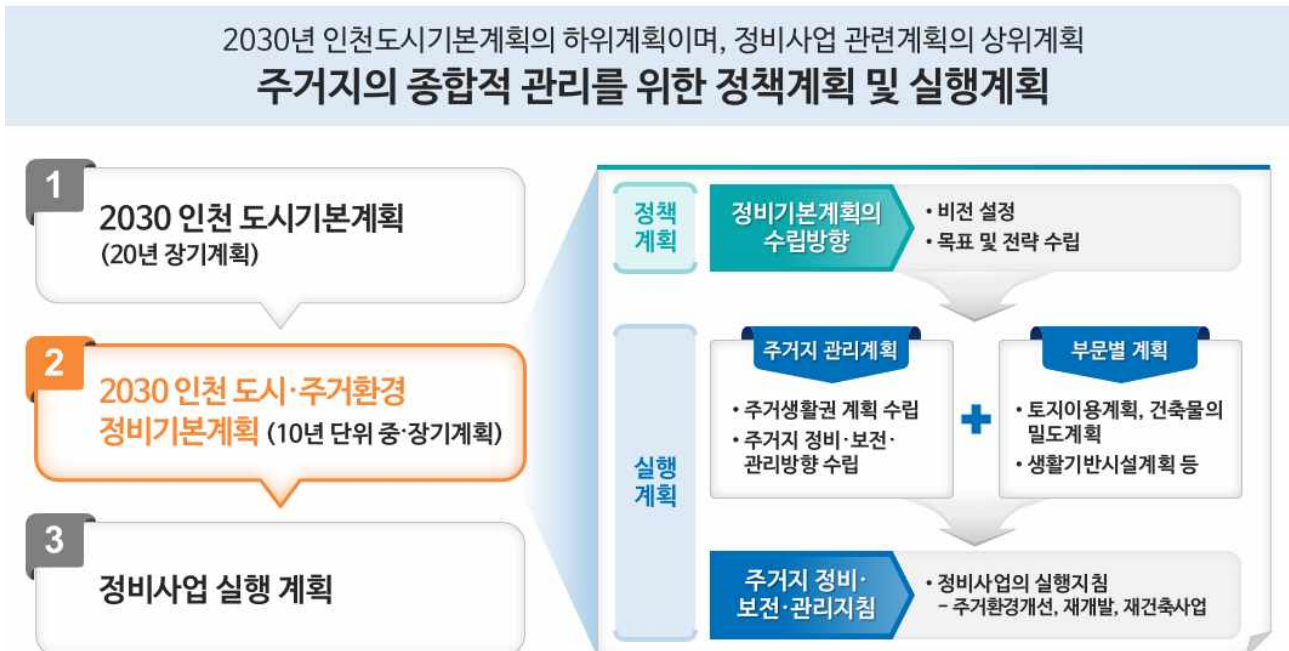 2030년 인천도시기본계획의 하위계획이며, 정비사업 관련계획의 상위계획
주거지의 종합적 관리를 위한 정책계획 및 실행계획
1
2030 인천 도시기본계획
(20년 장기계획)
2
2030 인천 도시·주거환경
정비기본계획 (10년 단위 중·장기계획)
3
정비사업 실행 계획
정책
계획
정비기본계획의
수립방향
• 비전 설정
• 목표 및 전략 수립
실행
계획
주거지 관리계획
• 주거생활권 계획 수립
• 주거지 정비·보전·
관리방향 수립
+
부문별 계획
• 토지이용계획, 건축물의
밀도계획
• 생활기반시설계획 등
주거지 정비·
보전·관리지침
• 정비사업의 실행지침
- 주거환경개선, 재개발, 재건축사업